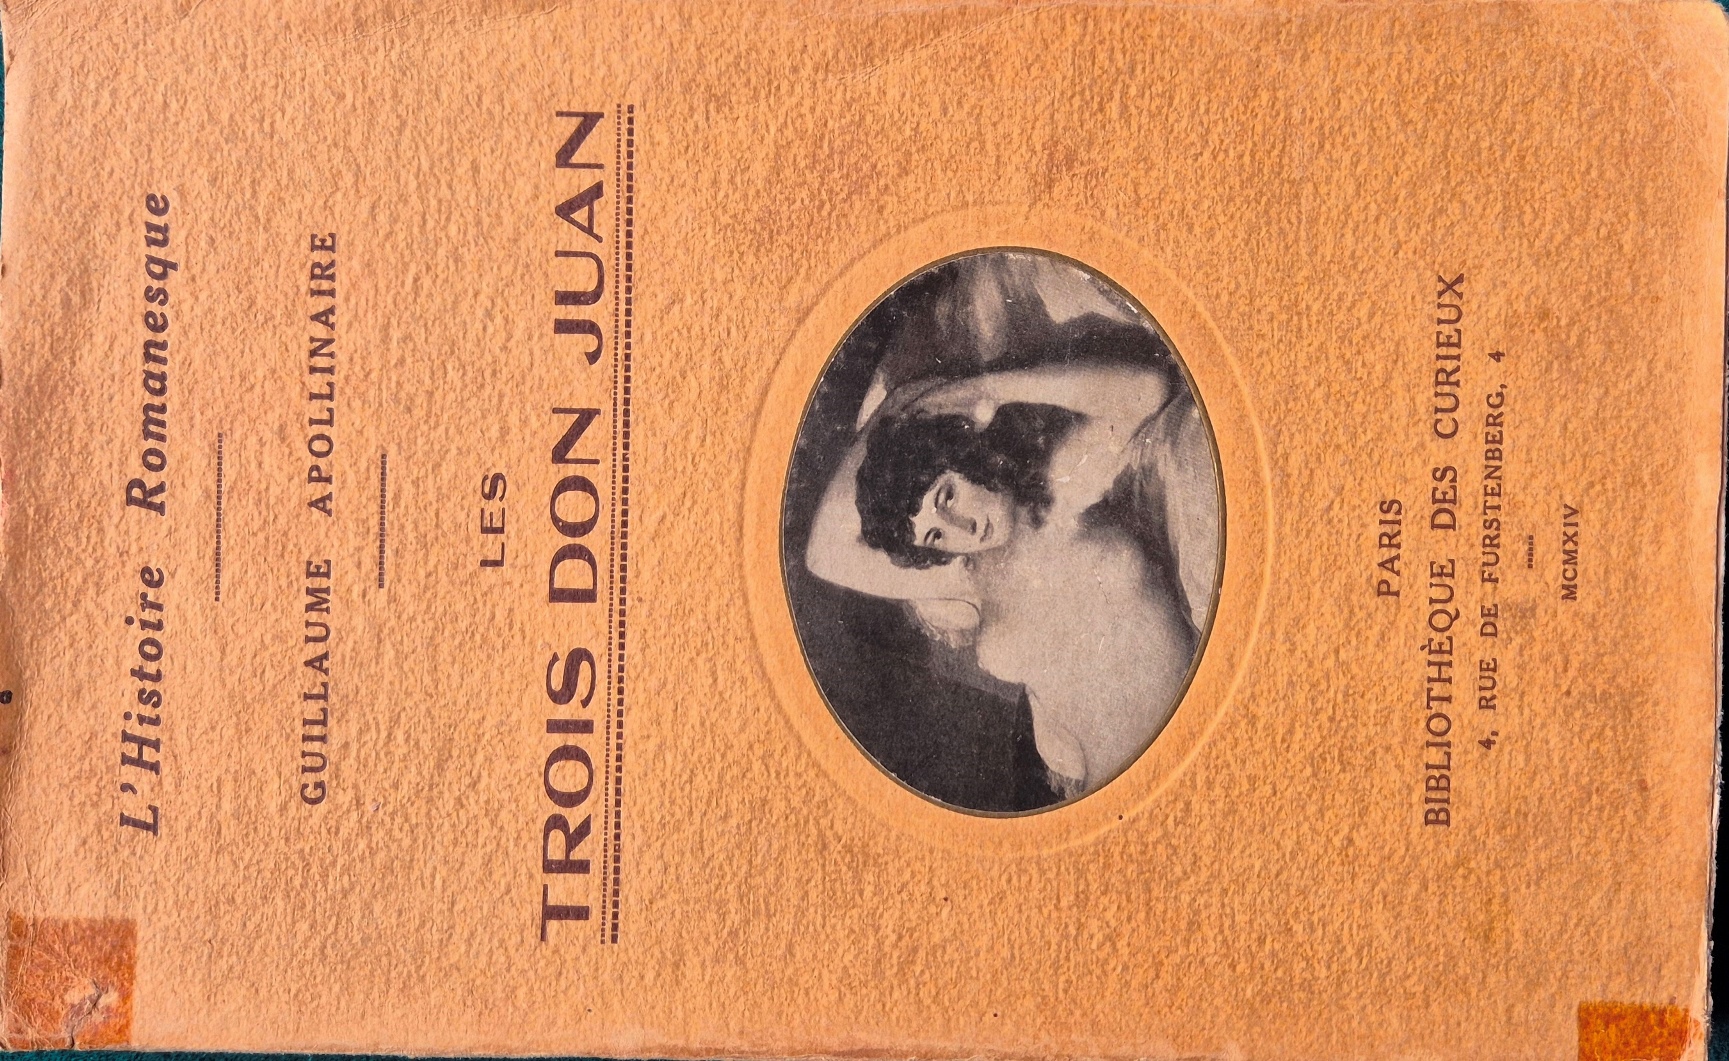 L'Histoire Romanesque
GUILLAUME APOLLINAIRE
LES
TROIS DON JUAN
PARIS
BIBLIOTHÈQUE DES CURIEUX
4, RUE DE FURSTENBERG, 4
MCMXIV